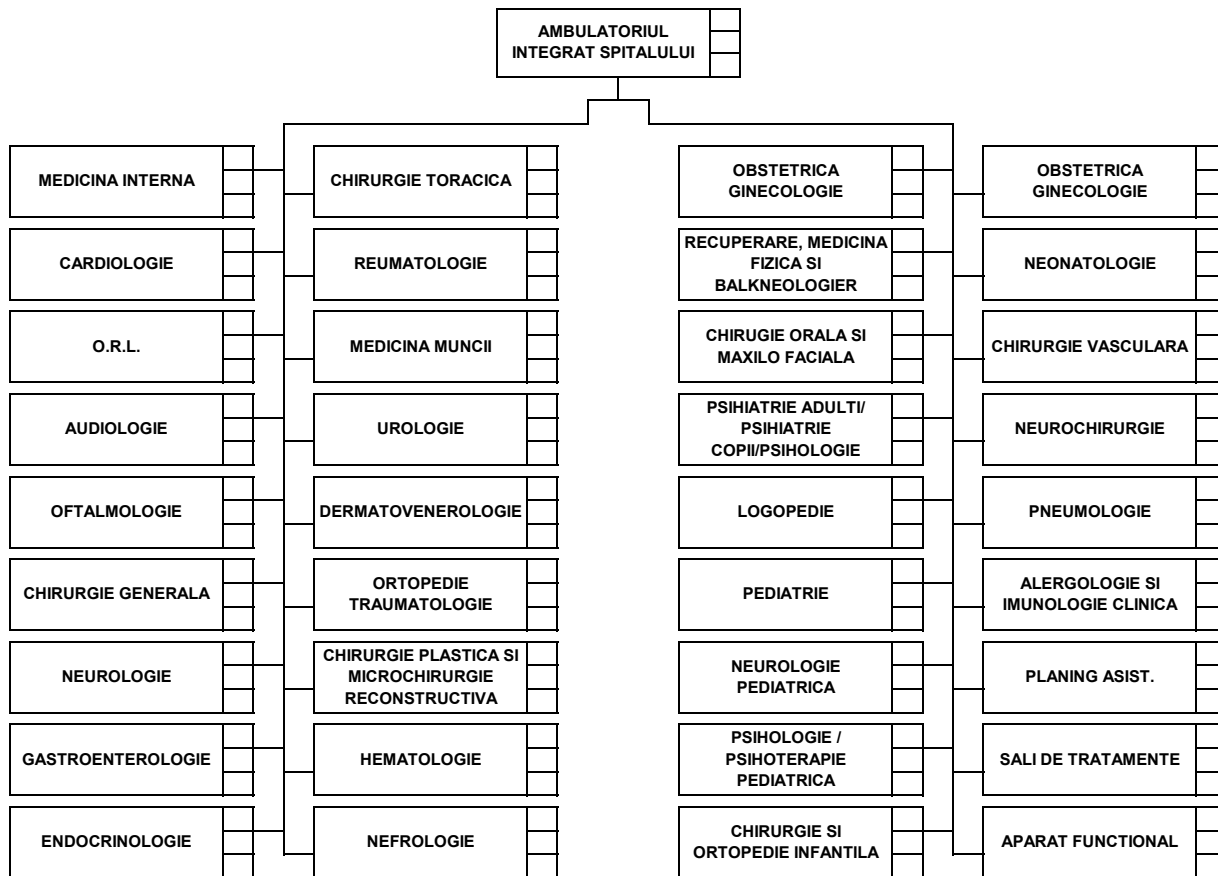 AMBULATORIUL
INTEGRAT SPITALULUI
MEDICINA INTERNA
CHIRURGIE TORACICA
OBSTETRICA
GINECOLOGIE
OBSTETRICA
GINECOLOGIE
CARDIOLOGIE
REUMATOLOGIE
RECUPERARE, MEDICINA
FIZICA SI
BALKNEOLOGIER
NEONATOLOGIE
O.R.L.
MEDICINA MUNCII
CHIRUGIE ORALA SI
MAXILO FACIALA
CHIRURGIE VASCULARA
AUDIOLOGIE
UROLOGIE
PSIHIATRIE ADULTI/
PSIHIATRIE
COPII/PSIHOLOGIE
NEUROCHIRURGIE
OFTALMOLOGIE
DERMATOVENEROLOGIE
LOGOPEDIE
PNEUMOLOGIE
CHIRURGIE GENERALA
ORTOPEDIE
TRAUMATOLOGIE
PEDIATRIE
ALERGOLOGIE SI
IMUNOLOGIE CLINICA
NEUROLOGIE
CHIRURGIE PLASTICA SI
MICROCHIRURGIE
RECONSTRUCTIVA
NEUROLOGIE
PEDIATRICA
PLANING ASIST.
GASTROENTEROLOGIE
HEMATOLOGIE
PSIHOLOGIE /
PSIHOTERAPIE
PEDIATRICA
SALI DE TRATAMENTE
ENDOCRINOLOGIE
NEFROLOGIE
CHIRURGIE SI
ORTOPEDIE INFANTILA
APARAT FUNCTIONAL